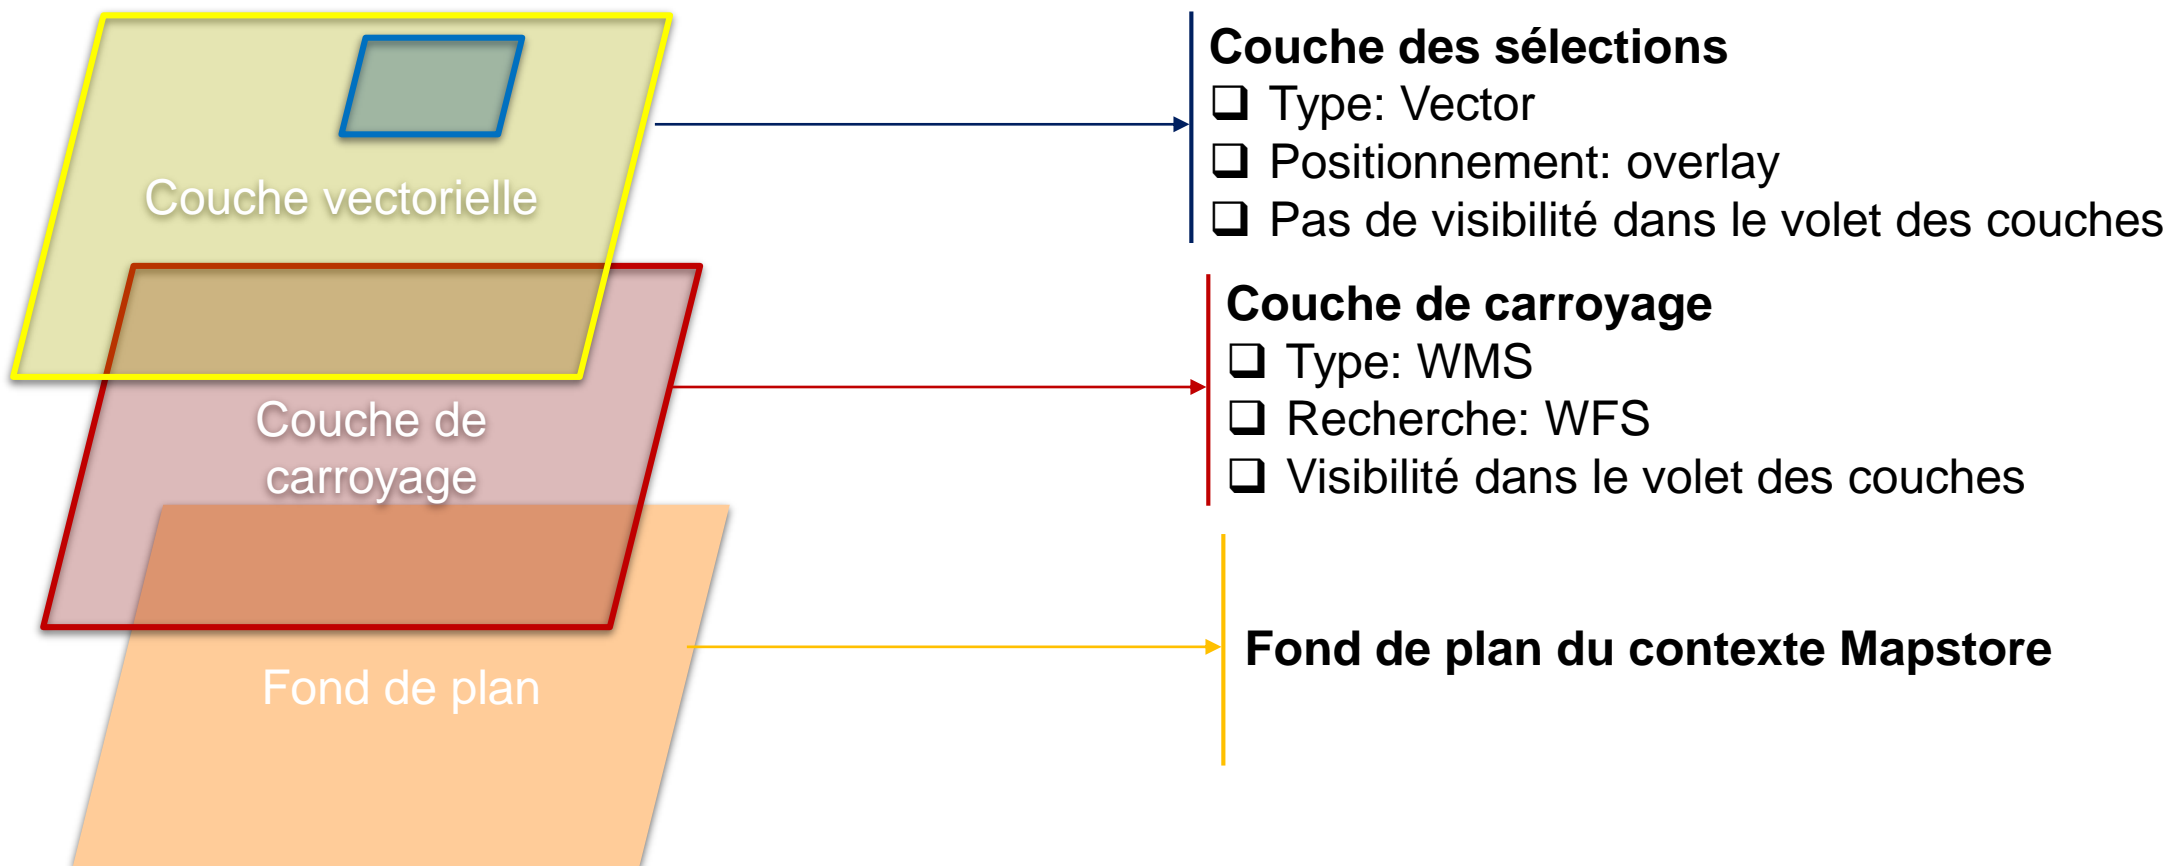 Couche vectorielle
Couche de
carroyage
Fond de plan
Couche des sélections
❑ Type: Vector
❑ Positionnement: overlay
❑ Pas de visibilité dans le volet des couches
Couche de carroyage
❑ Type: WMS
❑ Recherche: WFS
❑ Visibilité dans le volet des couches
Fond de plan du contexte Mapstore